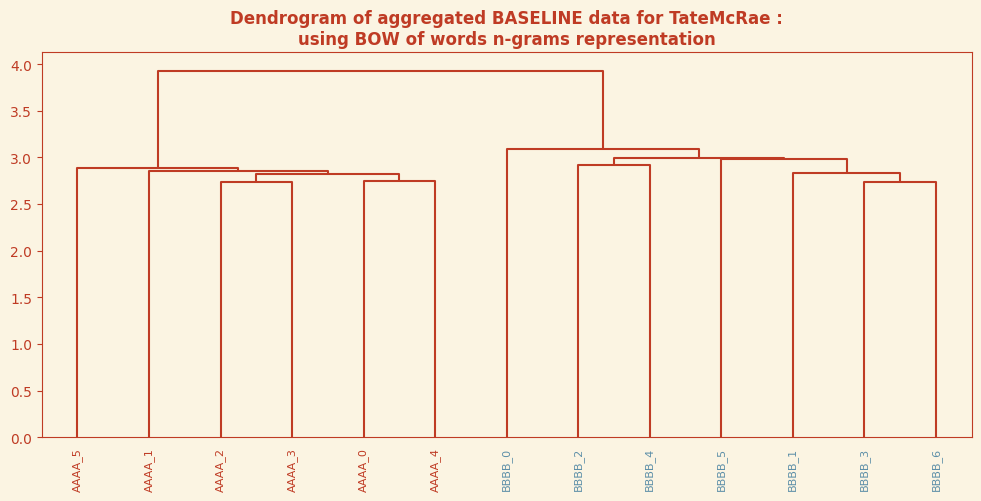 Dendrogram of aggregated BASELINE data for TateMcRae :
using BOW of words n-grams representation
4.0
3.5
3.0
2.5
2.0
1.5
1.0
0.5
0.0
AAAA_5
AAAA_1
AAAA_2
AAAA_3
AAAA_0
AAAA_4
BBBB_0
BBBB_2
BBBB_4
BBBB_5
BBBB_1
BBBB_3
BBBB_6